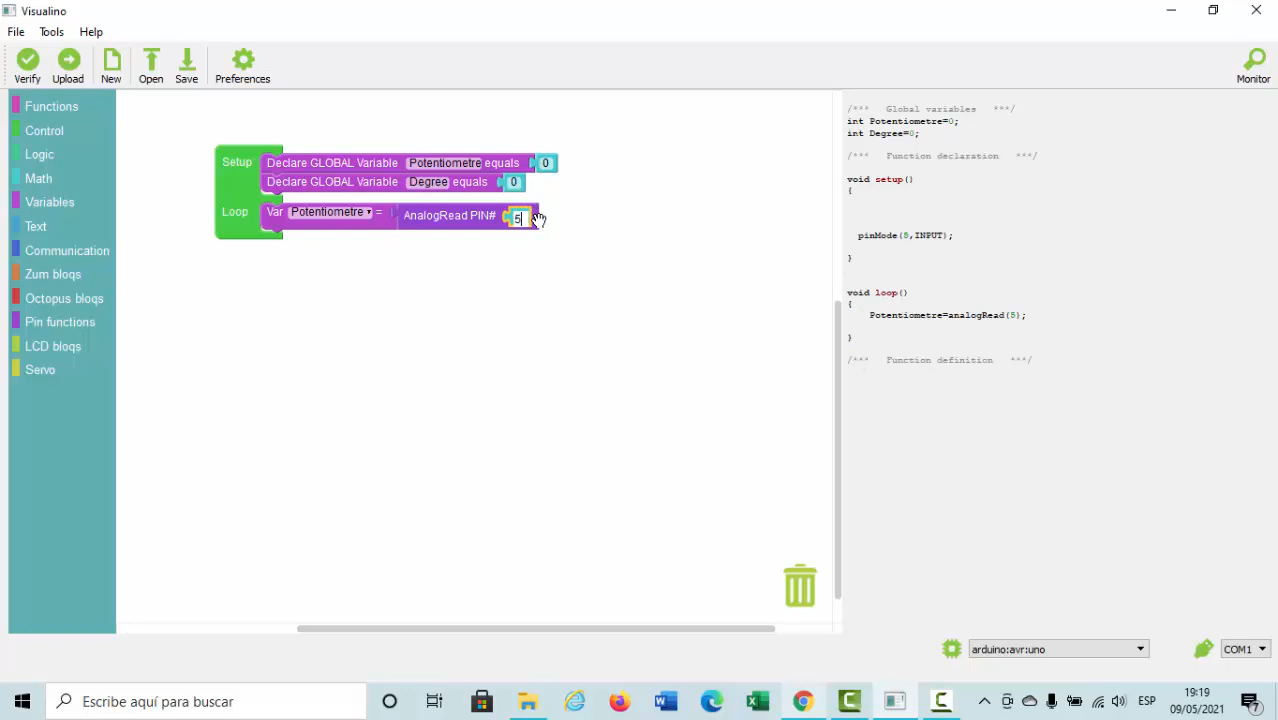 Visualino
File Tools Help
Verify Upload New Open Save Preferences Monitor
Functions
Control
Logic
Math
Variables
Text
Communication
Zum bloqs
Octopus bloqs
Pin functions
LCD bloqs
Servo
Setup Declare GLOBAL Variable Potentiometre equals 0
Declare GLOBAL Variable Degree equals 0
Loop Var Potentiometre = AnalogRead PIN# 5
/*** Global variables ***/
int Potentiometre=0;
int Degree=0;
/*** Function declaration ***/
void setup()
{
pinMode(5,INPUT);
}
void loop()
{
Potentiometre=analogRead(5);
}
/*** Function definition ***/
arduino:avr:uno COM1
Escribe aquí para buscar
ESP
19:19
09/05/2021
7